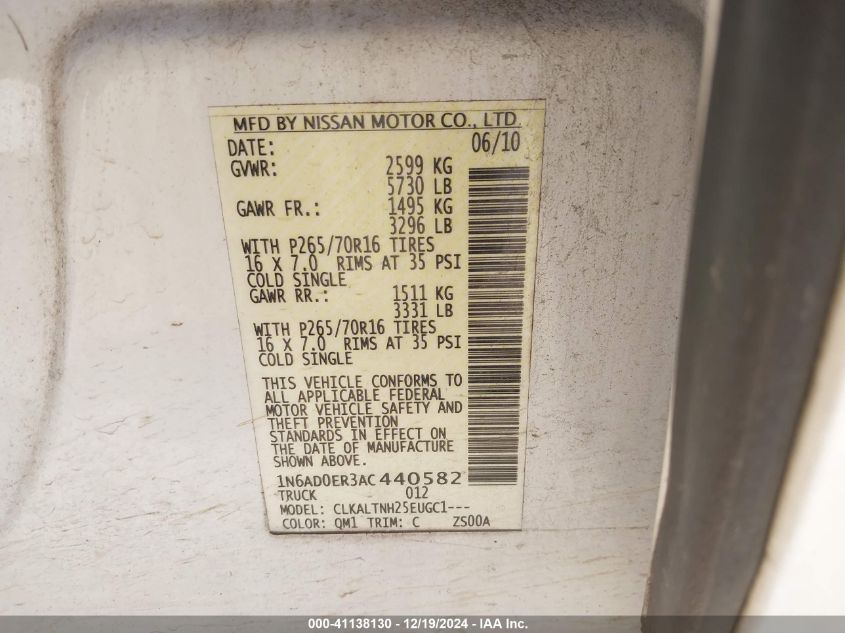 MFD BY NISSAN MOTOR CO., LTD.
DATE: 06/10
GVWR: 2599 KG
5730 LB
GAWR FR.: 1495 KG
3296 LB
WITH P265/70R16 TIRES
16 X 7.0 RIMS AT 35 PSI
COLD SINGLE
GAWR RR.: 1511 KG
3331 LB
WITH P265/70R16 TIRES
16 X 7.0 RIMS AT 35 PSI
COLD SINGLE
THIS VEHICLE CONFORMS TO
ALL APPLICABLE FEDERAL
MOTOR VEHICLE SAFETY AND
THEFT PREVENTION
STANDARDS IN EFFECT ON
THE DATE OF MANUFACTURE
SHOWN ABOVE.
1N6AD0ER3AC440582
TRUCK 012
MODEL: CLKALTNH25EUGC1---
COLOR: QM1 TRIM: C ZS00A
000-41138130 - 12/19/2024 - IAA Inc.